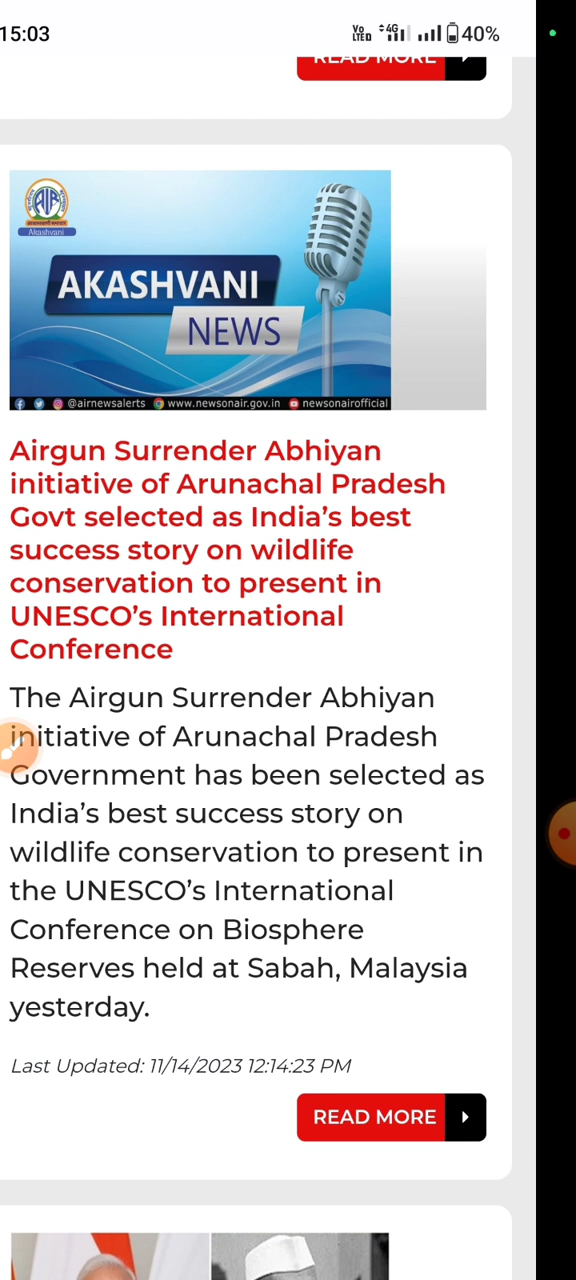 15:03
Vo LTED 4G 40%
READ MORE
AIR
Akashvani
AKASHVANI
NEWS
@airnewsalerts www.newsonair.gov.in newsonairofficial
Airgun Surrender Abhiyan
initiative of Arunachal Pradesh
Govt selected as India’s best
success story on wildlife
conservation to present in
UNESCO’s International
Conference
The Airgun Surrender Abhiyan
initiative of Arunachal Pradesh
Government has been selected as
India’s best success story on
wildlife conservation to present in
the UNESCO’s International
Conference on Biosphere
Reserves held at Sabah, Malaysia
yesterday.
Last Updated: 11/14/2023 12:14:23 PM
READ MORE